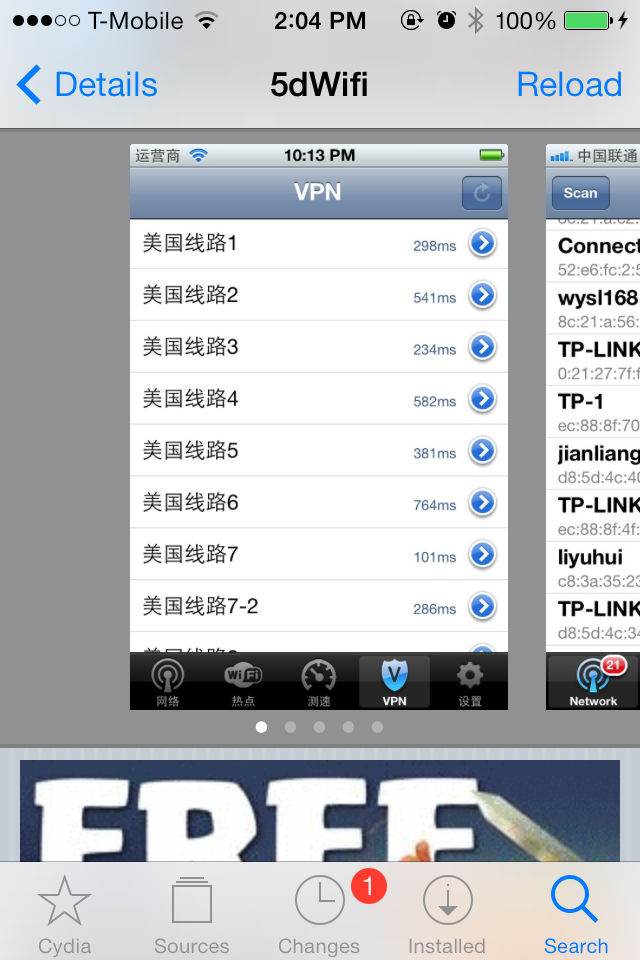 T-Mobile 2:04 PM 100%
Details 5dWifi Reload
运营商 10:13 PM
VPN
美国线路1 298ms
美国线路2 541ms
美国线路3 234ms
美国线路4 582ms
美国线路5 381ms
美国线路6 764ms
美国线路7 101ms
美国线路7-2 286ms
网络 WiFi 热点 测速 V VPN 设置
中国联通
Scan
Connect
52:e6:fc:2:5
wysl168
8c:21:a:56:
TP-LINK
0:21:27:7f:f
TP-1
ec:88:8f:70
jianliang
d8:5d:4c:40
TP-LINK
ec:88:8f:4f:
liyuhui
c8:3a:35:23
TP-LINK
d8:5d:4c:34
21
Network
FREE
1
Cydia Sources Changes Installed Search